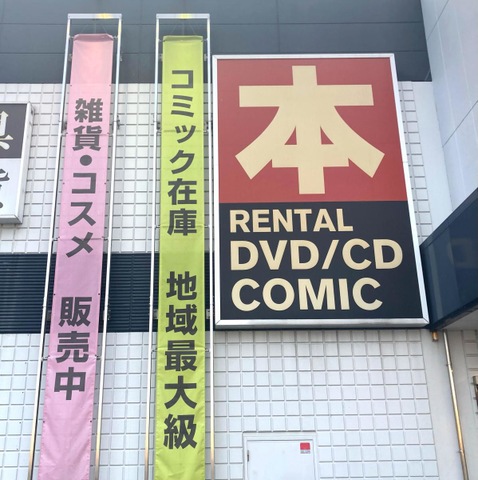 雑貨・コスメ 販売中
コミック在庫 地域最大級
本
RENTAL
DVD/CD
COMIC